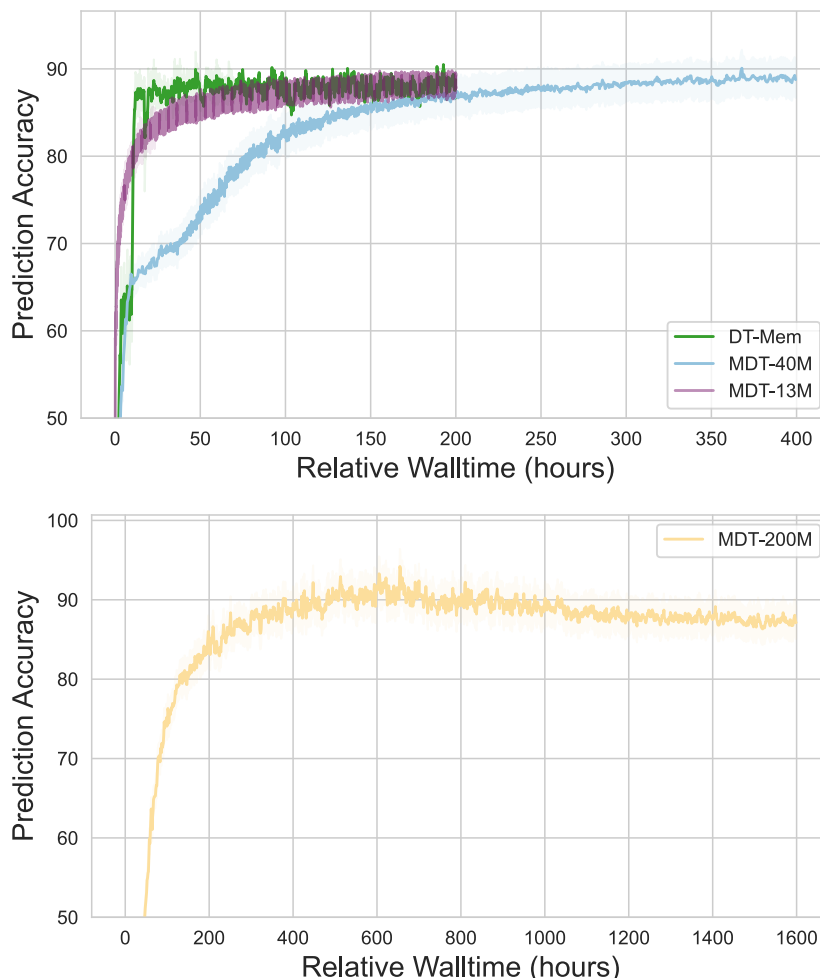 90
80
70
60
50
Prediction Accuracy
DT-Mem
MDT-40M
MDT-13M
0 50 100 150 200 250 300 350 400
Relative Walltime (hours)
100
90
80
70
60
50
Prediction Accuracy
MDT-200M
0 200 400 600 800 1000 1200 1400 1600
Relative Walltime (hours)